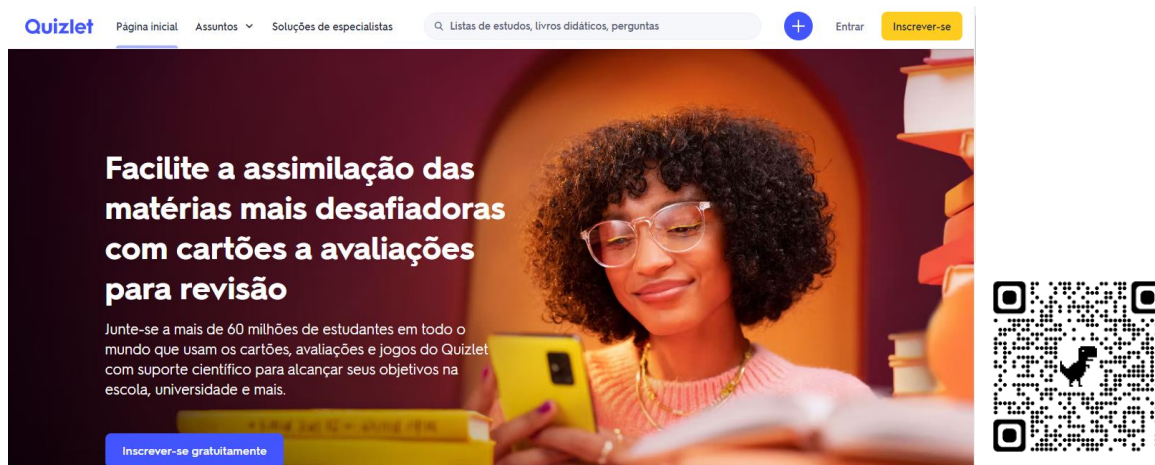 Quizlet Página inicial Assuntos Soluções de especialistas Listas de estudos, livros didáticos, perguntas Entrar Inscrever-se
Facilite a assimilação das
matérias mais desafiadoras
com cartões a avaliações
para revisão
Junte-se a mais de 60 milhões de estudantes em todo o
mundo que usam os cartões, avaliações e jogos do Quizlet
com suporte científico para alcançar seus objetivos na
escola, universidade e mais.
Inscrever-se gratuitamente